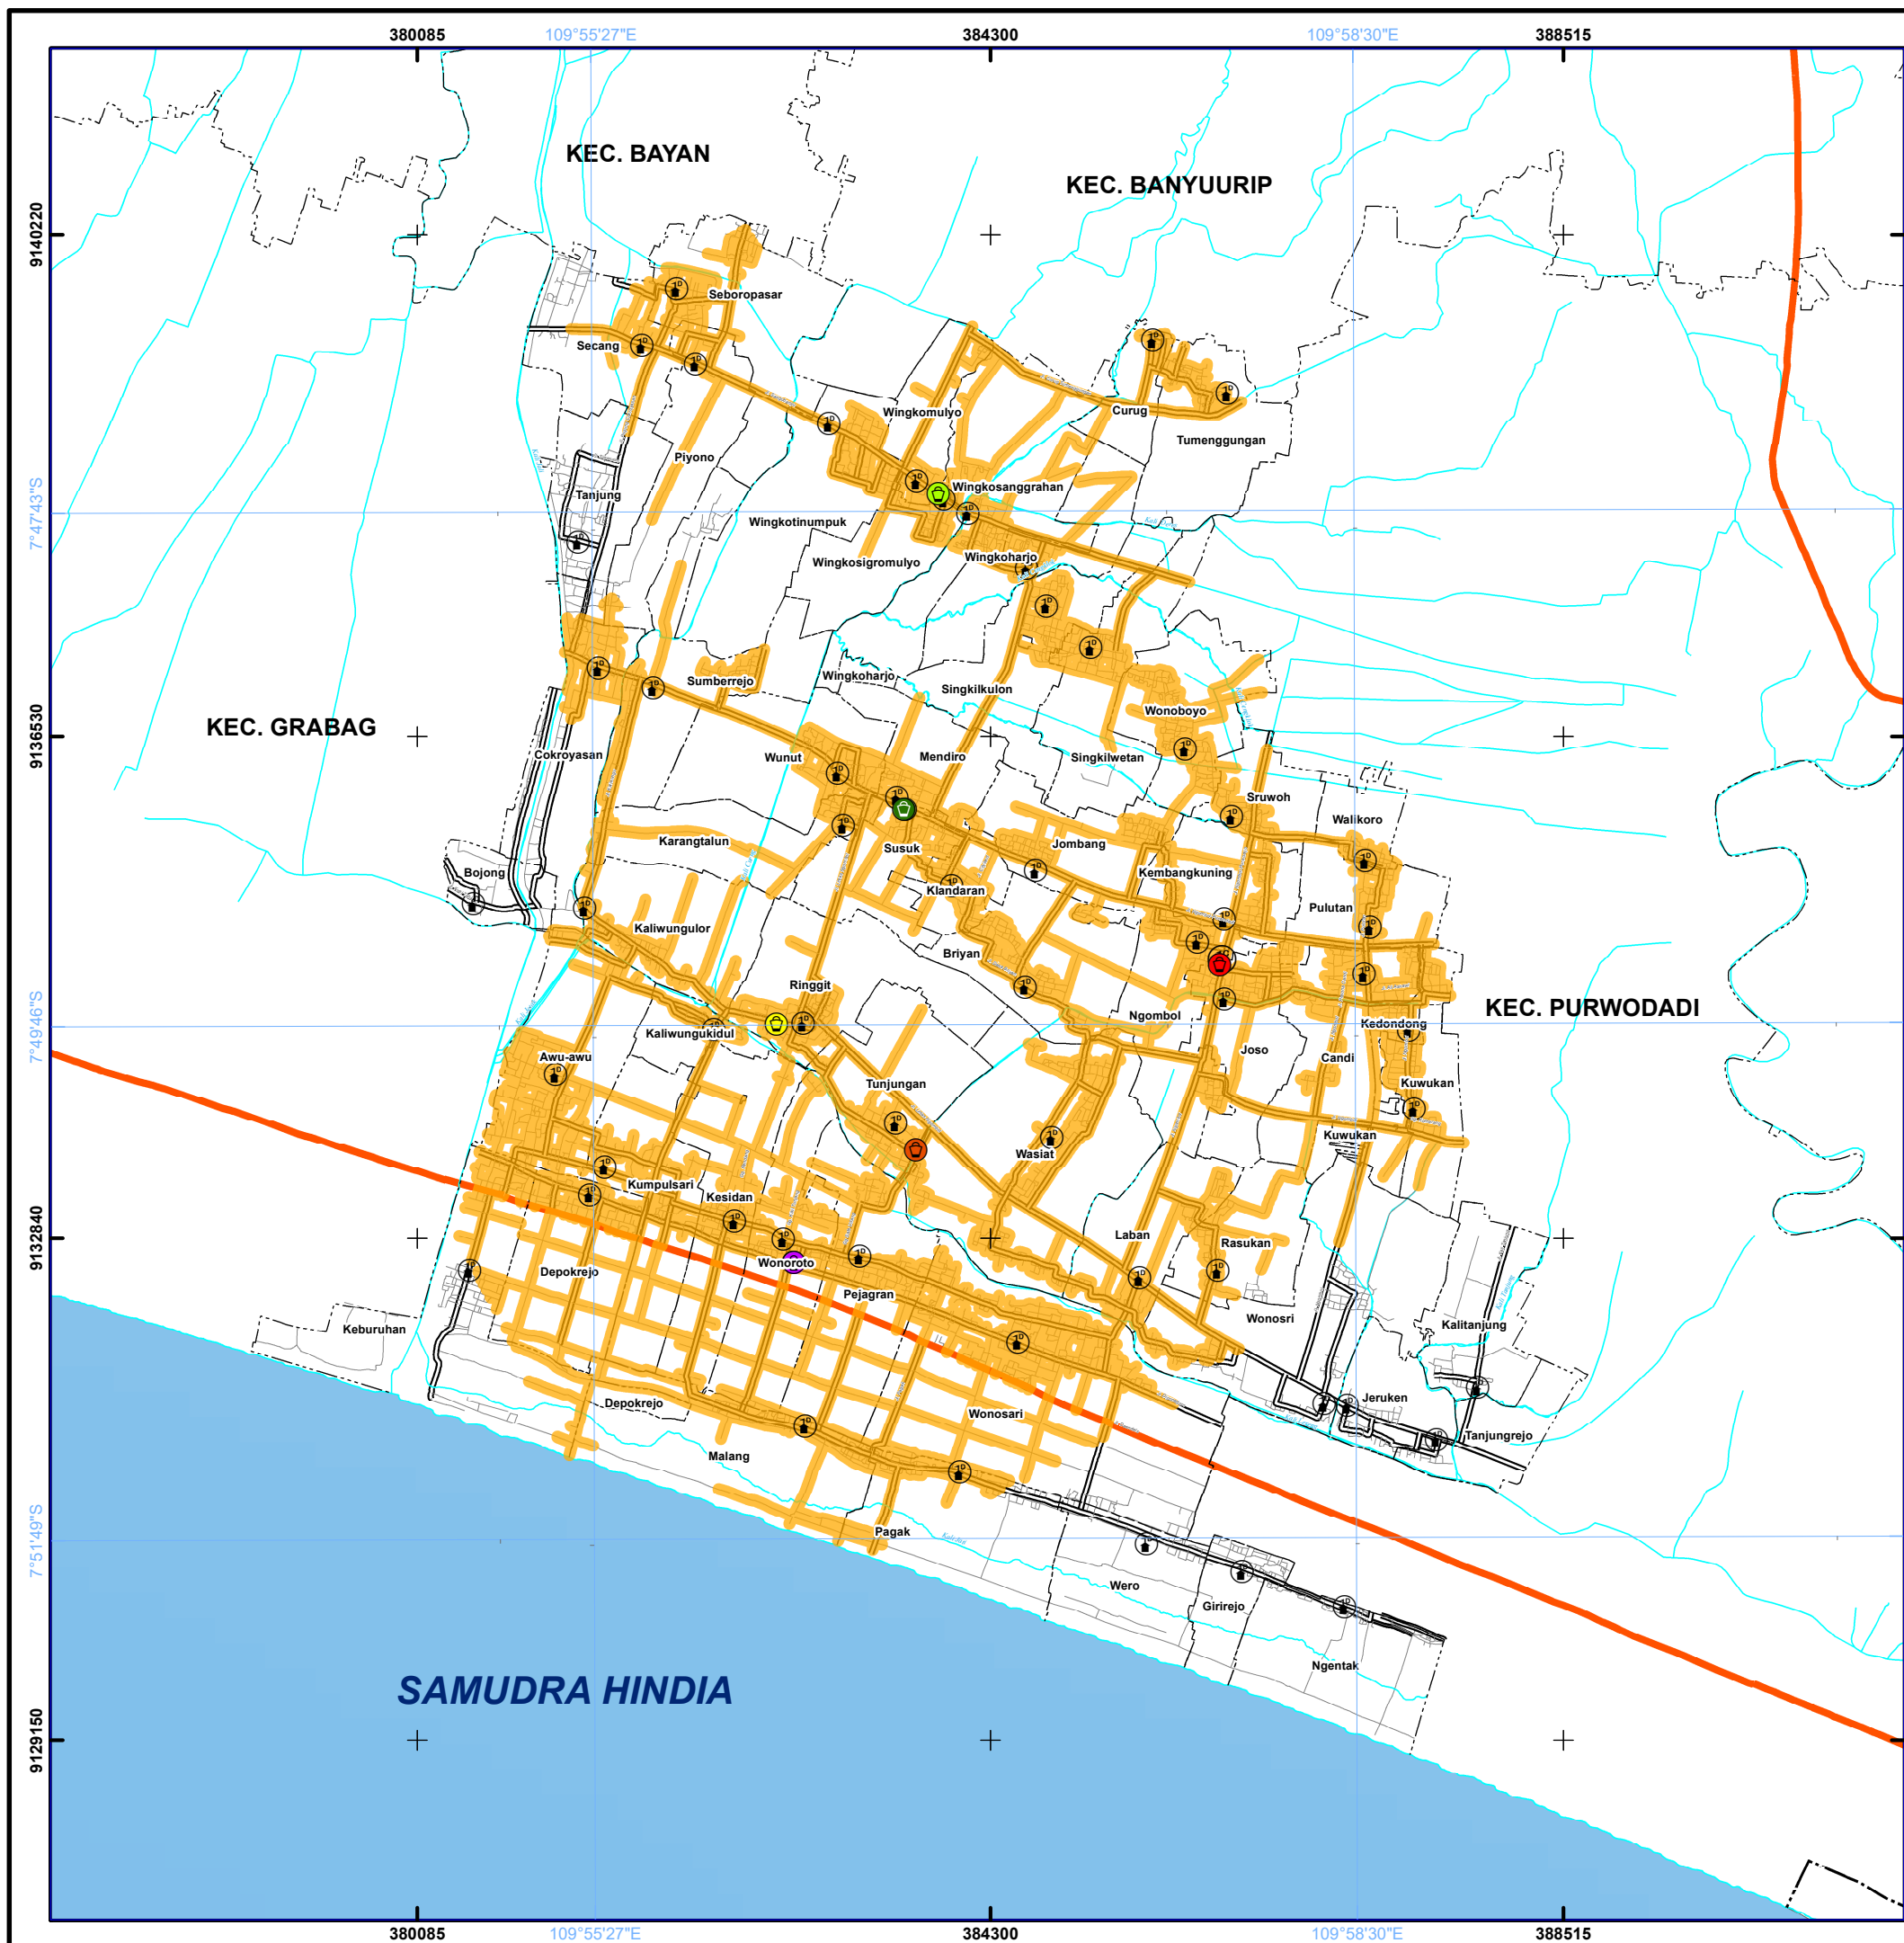 380085
109°55'27"E
384300
109°58'30"E
388515
KEC. BAYAN
KEC. BANYUURIP
9140220
Seboropasar
Secang
Wingkomulyo
Curug
Tumenggungan
Piyono
Wingkosanggrahan
Tanjung
7°47'43"S
Wingkotinumpuk
Wingkoharjo
Wingkosigromulyo
Sumberrejo
Wingkoharjo
Singkilkulon
Wonoboyo
KEC. GRABAG
9136530
Cokroyasan
Wunut
Mendiro
Singkilwetan
Sruwoh
Walikoro
Karangtalun
Susuk
Jombang
Bojong
Klandaran
Kembangkuning
Pulutan
Kaliwungulor
Briyan
Ringgit
KEC. PURWODADI
Ngombol
7°49'46"S
Kaliwungukidul
Kedondong
Awu-awu
Joso
Candi
Tunjungan
Kuwukan
Kuwukan
Wasiat
Kumpulsari
Kesidan
9132840
Laban
Rasukan
Wonoroto
Depokrejo
Pejagran
Wonosri
Kalitanjung
Keburuhan
Depokrejo
Jeruken
Wonosari
Tanjungrejo
Malang
7°51'49"S
Pagak
Wero
Girirejo
Ngentak
SAMUDRA HINDIA
9129150
380085
109°55'27"E
384300
109°58'30"E
388515